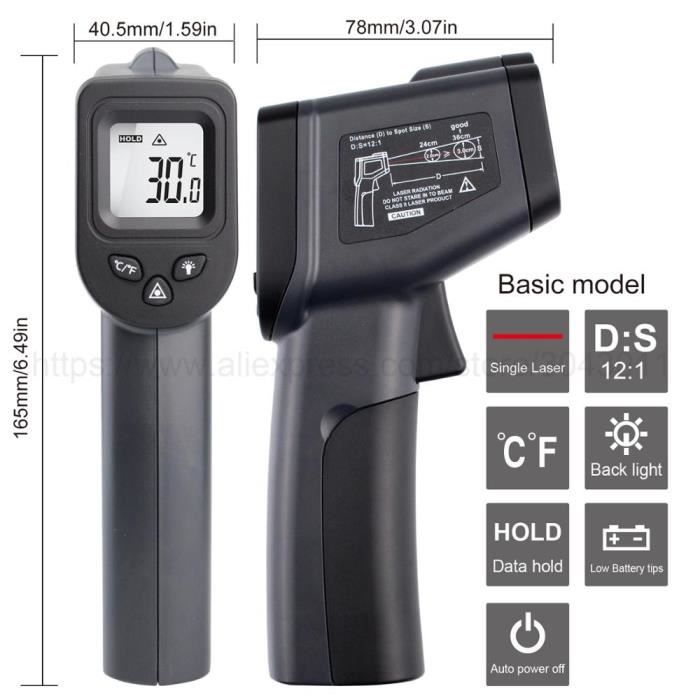 40.5mm/1.59in
78mm/3.07in
165mm/6.49in
HOLD
30.0 °C
°C/°F
Distance (D) to Spot Size (S)
D:S=12:1
good
24cm
36cm
3.0cm
S
D
LASER RADIATION
DO NOT STARE IN TO BEAM
CLASS II LASER PRODUCT
CAUTION
Basic model
Single Laser
D:S
12:1
°C°F
Back light
HOLD
Data hold
Low Battery tips
Auto power off